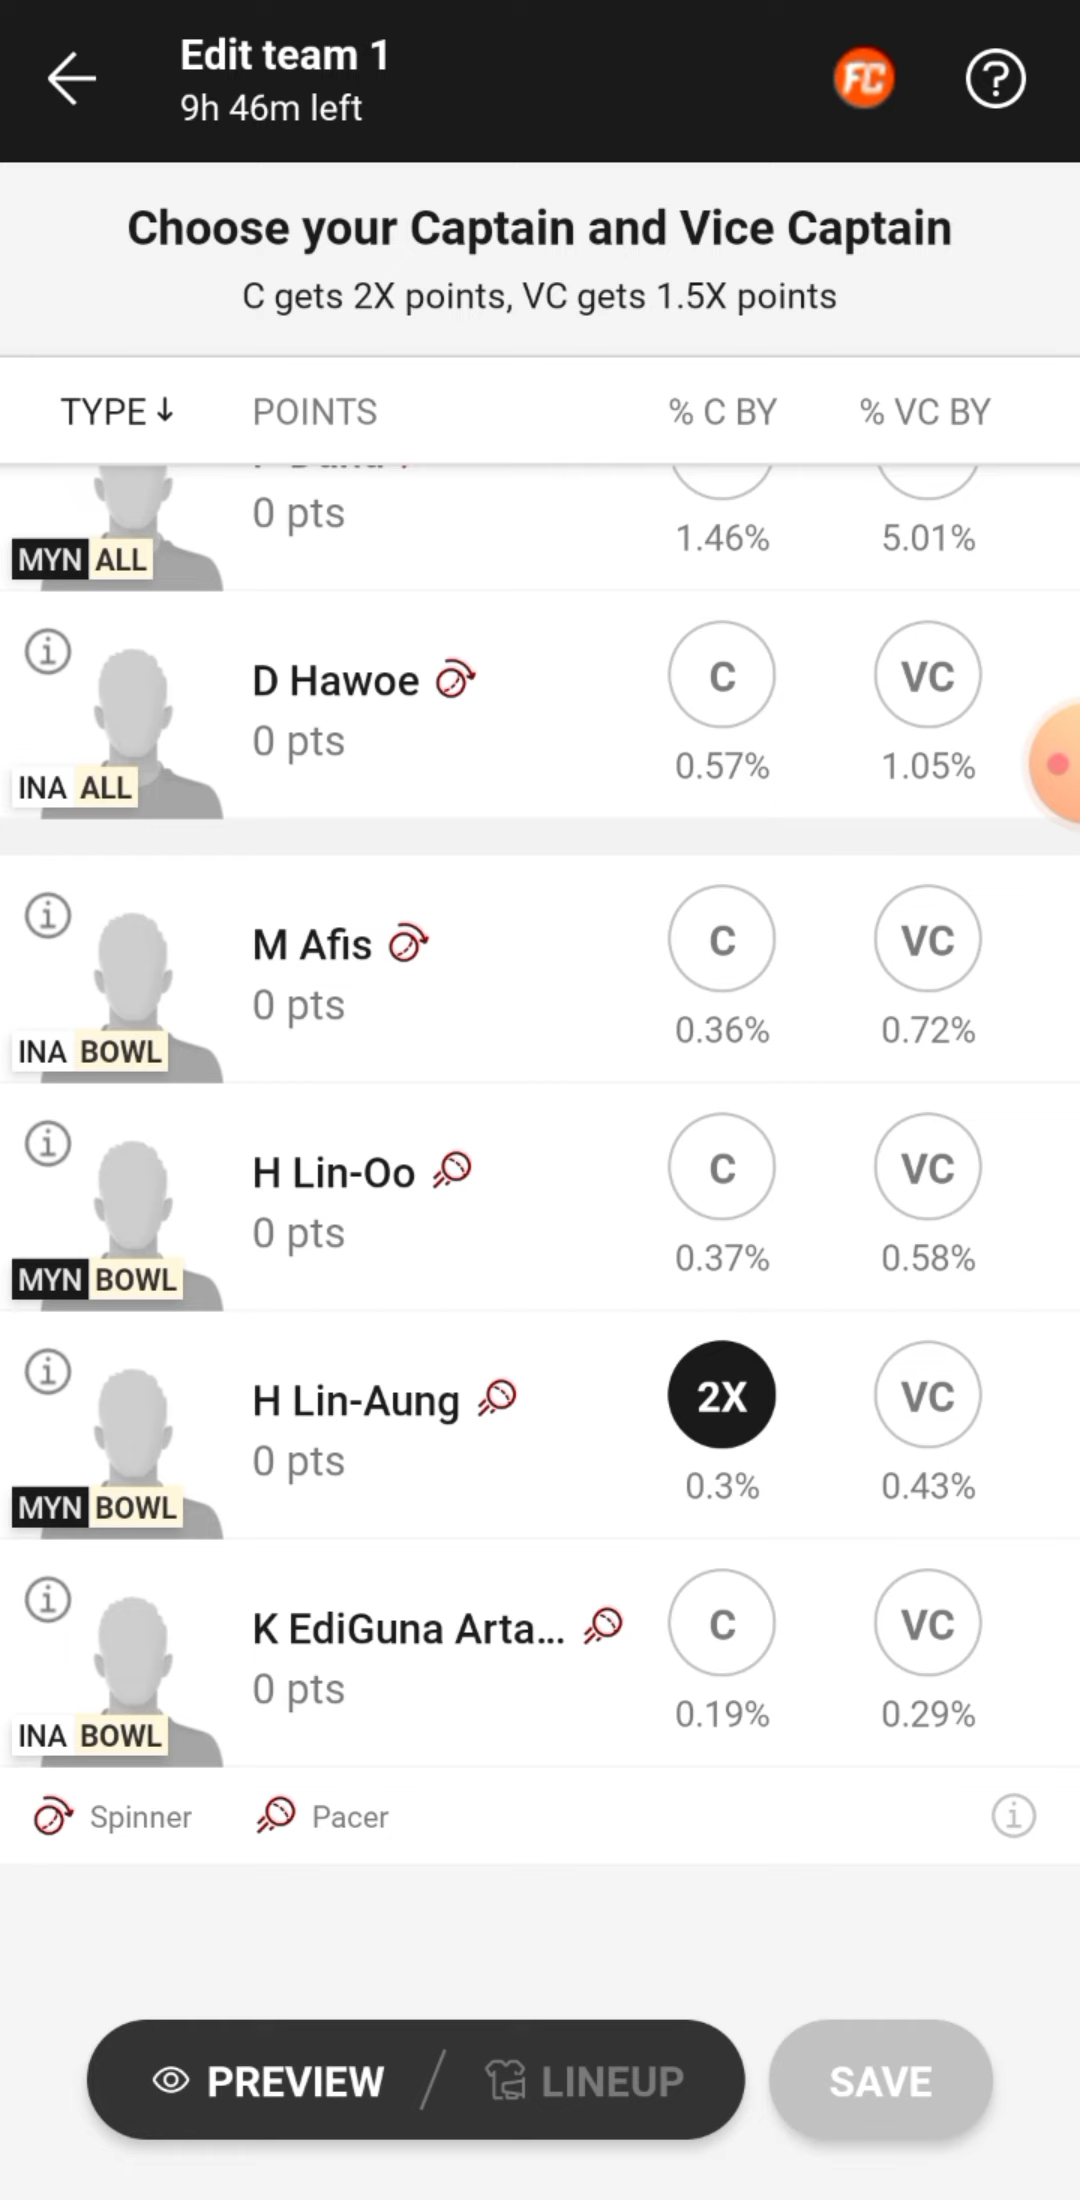 Edit team 1
9h 46m left
FC
Choose your Captain and Vice Captain
C gets 2X points, VC gets 1.5X points
TYPE↓ POINTS % C BY % VC BY
0 pts
1.46% 5.01%
MYN ALL
D Hawoe C VC
0 pts
0.57% 1.05%
INA ALL
M Afis C VC
0 pts
0.36% 0.72%
INA BOWL
H Lin-Oo C VC
0 pts
0.37% 0.58%
MYN BOWL
H Lin-Aung 2X VC
0 pts
0.3% 0.43%
MYN BOWL
K EdiGuna Arta... C VC
0 pts
0.19% 0.29%
INA BOWL
Spinner Pacer
PREVIEW / LINEUP SAVE